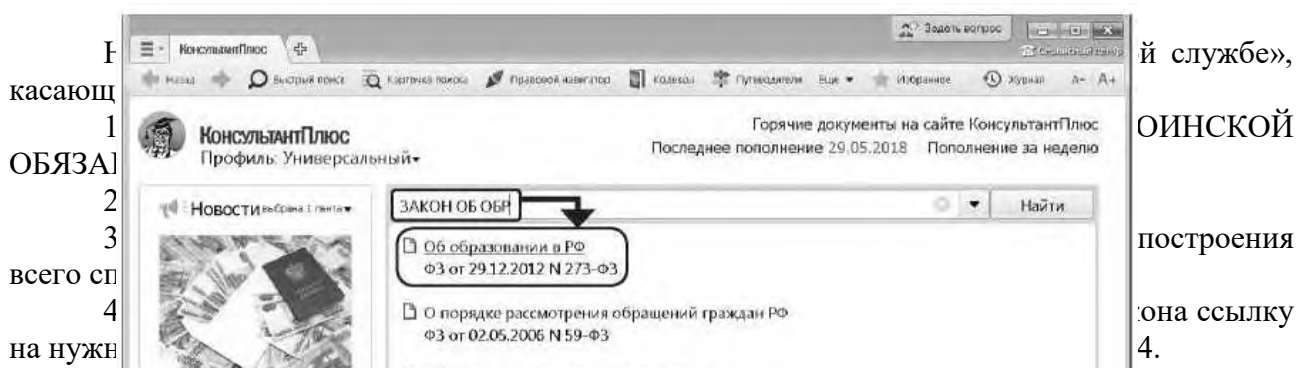 Задать вопрос
КонсультантПлюс
й службе»,
Назад Быстрый поиск Карточка поиска Правовой навигатор Кодексы Путеводители Еще Избранное Журнал A- A+
касающ
1 ОИНСКОЙ
КонсультантПлюс
Профиль: Универсальный
Горячие документы на сайте КонсультантПлюс
Последнее пополнение 29.05.2018 Пополнение за неделю
ОБЯЗА
2
Новости выбрана 1 лента
ЗАКОН ОБ ОБР
Найти
3 построения
Об образовании в РФ
ФЗ от 29.12.2012 N 273-ФЗ
всего сп
4 она ссылку
О порядке рассмотрения обращений граждан РФ
ФЗ от 02.05.2006 N 59-ФЗ
на нужн 4.